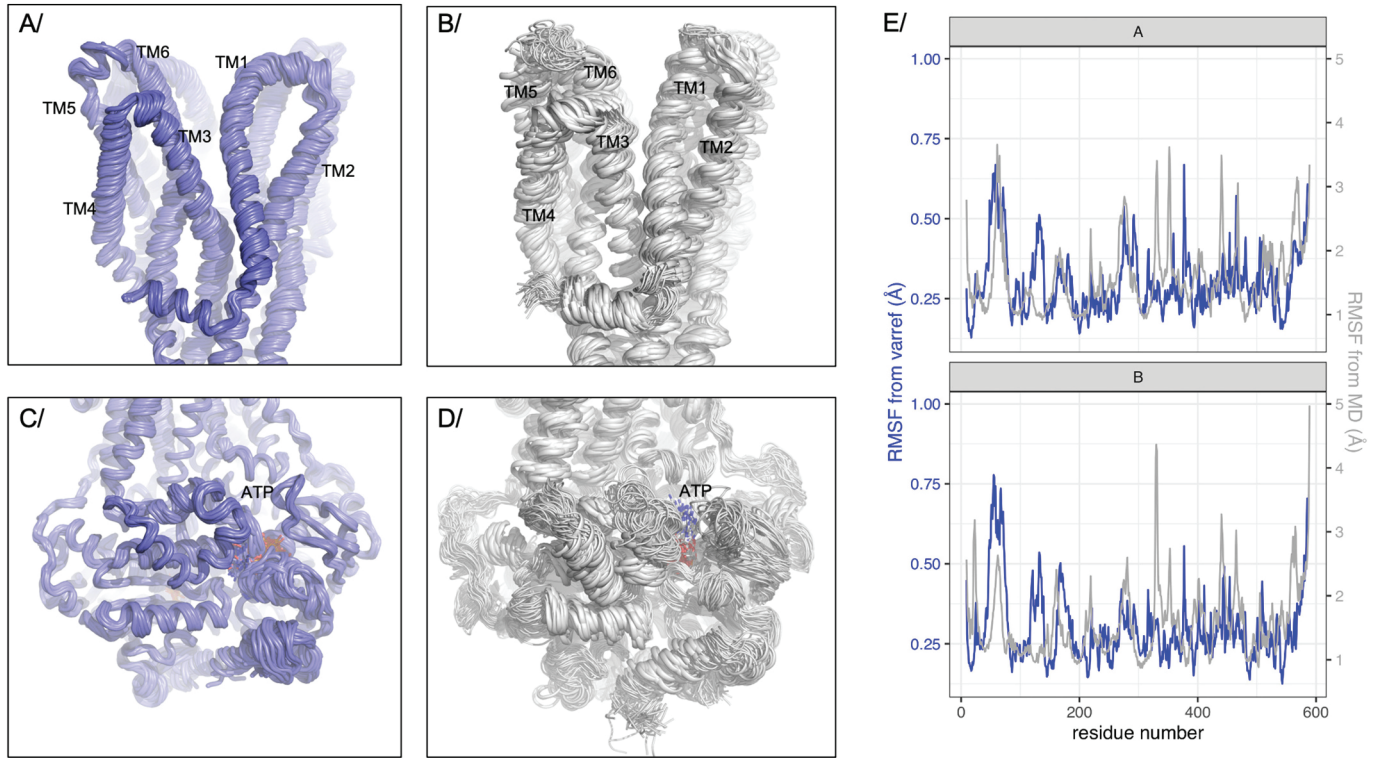 A/
TM6
TM1
TM5
TM3
TM2
TM4
B/
TM6
TM5
TM1
TM3
TM2
TM4
C/
ATP
D/
ATP
E/
A
1.00
0.75
0.50
0.25
5
4
3
2
1
B
1.00
0.75
0.50
0.25
5
4
3
2
1
RMSF from varref (Å)
RMSF from MD (Å)
0 200 400 600
residue number